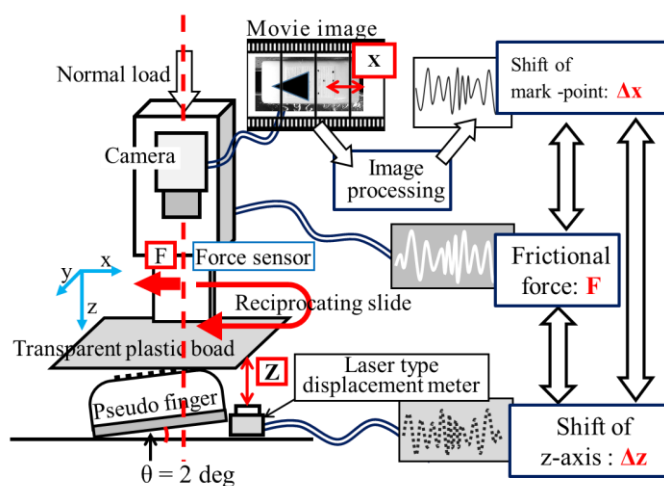 Movie image
Normal load
x
Shift of
mark -point: Δx
Camera
Image
processing
F
Force sensor
Frictional
force: F
x
y
z
Reciprocating slide
Transparent plastic boad
Z
Laser type
displacement meter
Pseudo finger
Shift of
z-axis : Δz
θ = 2 deg